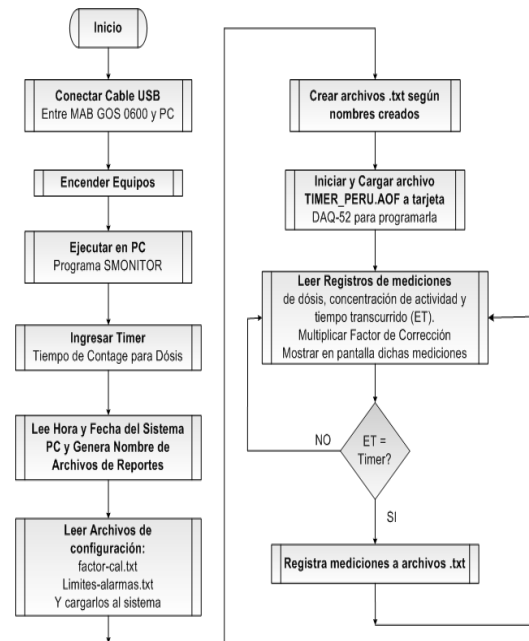 Inicio
Conectar Cable USB
Entre MAB GOS 0600 y PC
Encender Equipos
Ejecutar en PC
Programa SMONITOR
Ingresar Timer
Tiempo de Contage para Dósis
Lee Hora y Fecha del Sistema
PC y Genera Nombre de
Archivos de Reportes
Leer Archivos de
configuración:
factor-cal.txt
Limites-alarmas.txt
Y cargarlos al sistema
Crear archivos .txt según
nombres creados
Iniciar y Cargar archivo
TIMER_PERU.AOF a tarjeta
DAQ-52 para programarla
Leer Registros de mediciones
de dósis, concentración de actividad y
tiempo transcurrido (ET).
Multiplicar Factor de Corrección
Mostrar en pantalla dichas mediciones
NO
ET =
Timer?
SI
Registra mediciones a archivos .txt